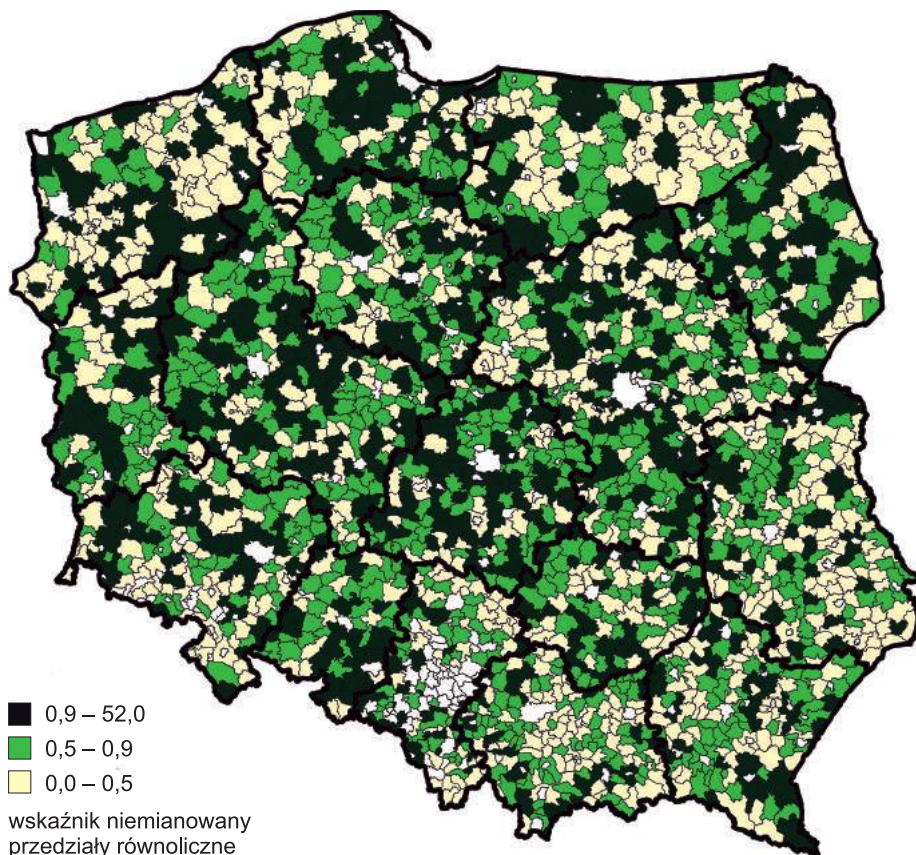 0,9 – 52,0
0,5 – 0,9
0,0 – 0,5
wskaźnik niemianowany
przedziały równoliczne